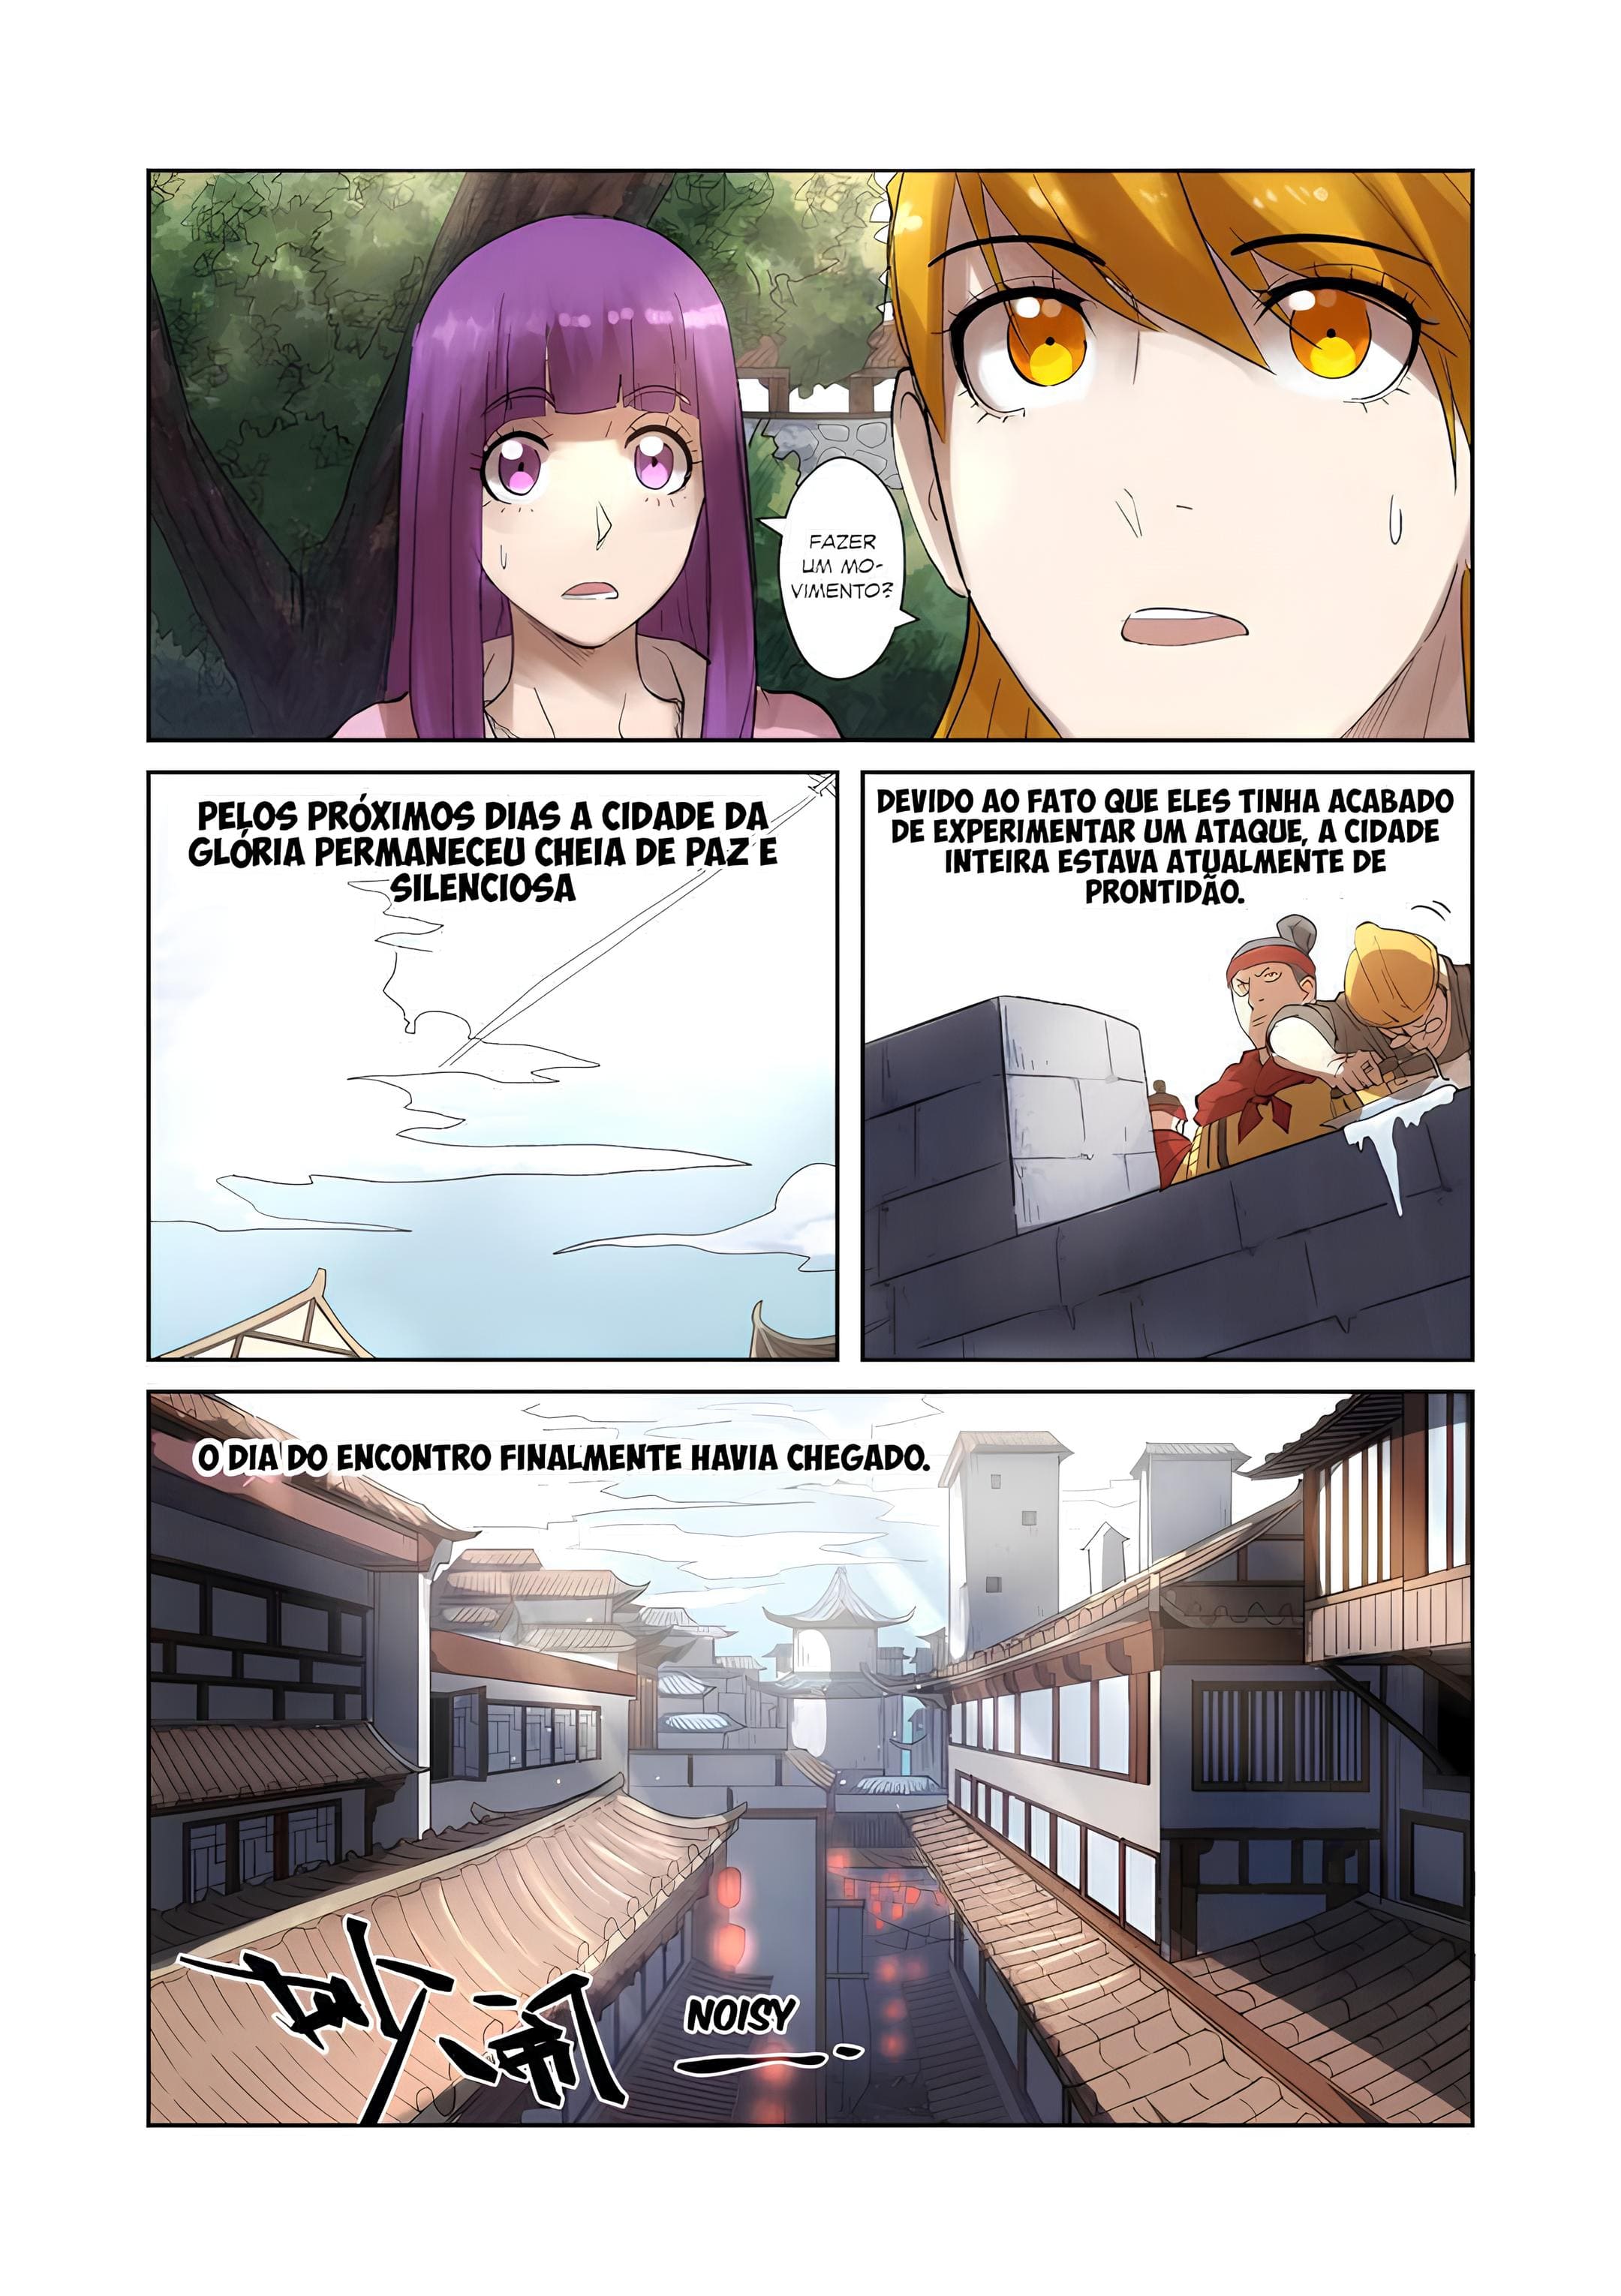 FAZER
UM MO-
VIMENTO?
PELOS PRÓXIMOS DIAS A CIDADE DA
GLÓRIA PERMANECEU CHEIA DE PAZ E
SILENCIOSA
DEVIDO AO FATO QUE ELES TINHA ACABADO
DE EXPERIMENTAR UM ATAQUE, A CIDADE
INTEIRA ESTAVA ATUALMENTE DE
PRONTIDÃO.
O DIA DO ENCONTRO FINALMENTE HAVIA CHEGADO.
吵闹
NOISY